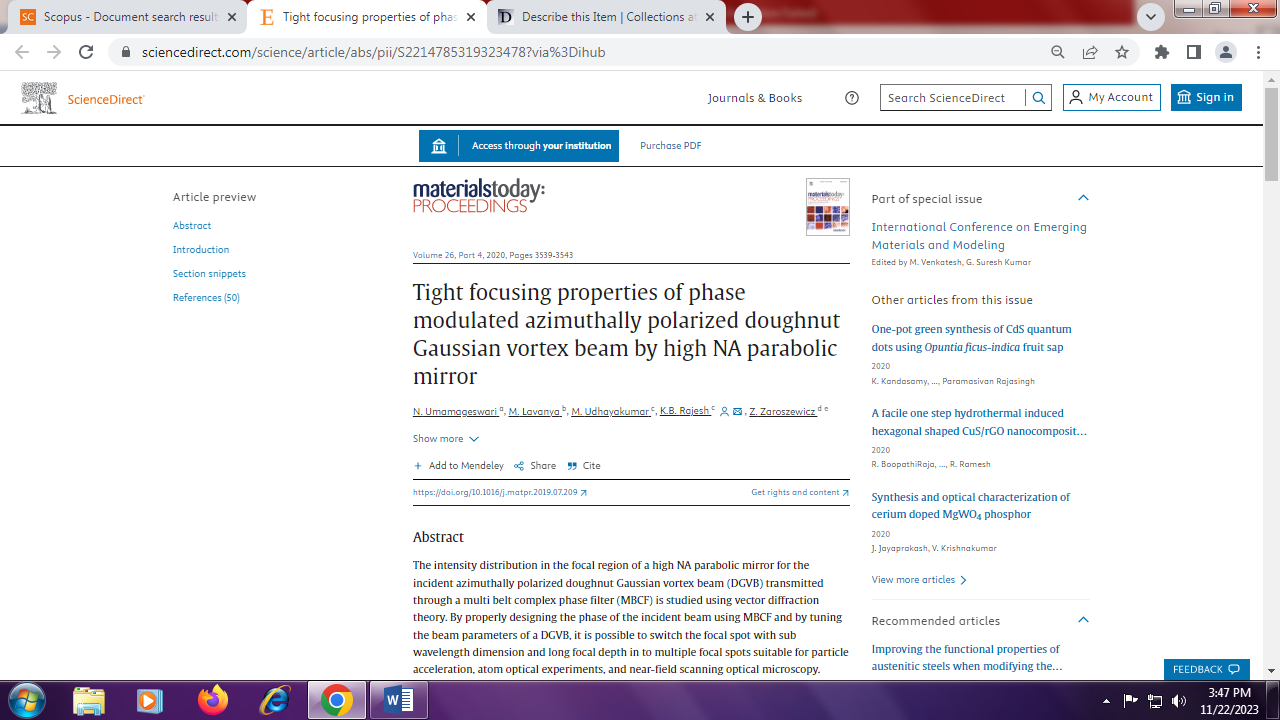 Scopus - Document search result
Tight focusing properties of phas
Describe this Item | Collections at
sciencedirect.com/science/article/abs/pii/S2214785319323478?via%3Dihub
ScienceDirect
Journals & Books
Search ScienceDirect
My Account
Sign in
Access through your institution
Purchase PDF
Article preview
Abstract
Introduction
Section snippets
References (50)
materialstoday:
PROCEEDINGS
Volume 26, Part 4, 2020, Pages 3539-3543
Tight focusing properties of phase
modulated azimuthally polarized doughnut
Gaussian vortex beam by high NA parabolic
mirror
N. Umamageswari a, M. Lavanya b, M. Udhayakumar c, K.B. Rajesh c, Z. Zaroszewicz d e
Show more
Add to Mendeley Share Cite
https://doi.org/10.1016/j.matpr.2019.07.209
Get rights and content
Abstract
The intensity distribution in the focal region of a high NA parabolic mirror for the
incident azimuthally polarized doughnut Gaussian vortex beam (DGVB) transmitted
through a multi belt complex phase filter (MBCF) is studied using vector diffraction
theory. By properly designing the phase of the incident beam using MBCF and by tuning
the beam parameters of a DGVB, it is possible to switch the focal spot with sub
wavelength dimension and long focal depth in to multiple focal spots suitable for particle
acceleration, atom optical experiments, and near-field scanning optical microscopy.
Part of special issue
International Conference on Emerging
Materials and Modeling
Edited by M. Venkatesh, G. Suresh Kumar
Other articles from this issue
One-pot green synthesis of CdS quantum
dots using Opuntia ficus-indica fruit sap
2020
K. Kandasamy, …, Paramasivan Rajasingh
A facile one step hydrothermal induced
hexagonal shaped CuS/rGO nanocomposit…
2020
R. BoopathiRaja, …, R. Ramesh
Synthesis and optical characterization of
cerium doped MgWO4 phosphor
2020
J. Jayaprakash, V. Krishnakumar
View more articles
Recommended articles
Improving the functional properties of
austenitic steels when modifying the…
FEEDBACK
3:47 PM
11/22/2023